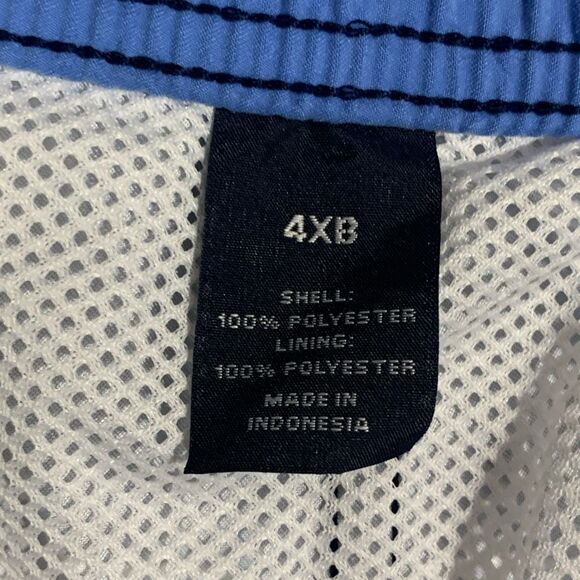 4XB
SHELL:
100% POLYESTER
LINING:
100% POLYESTER
MADE IN
INDONESIA